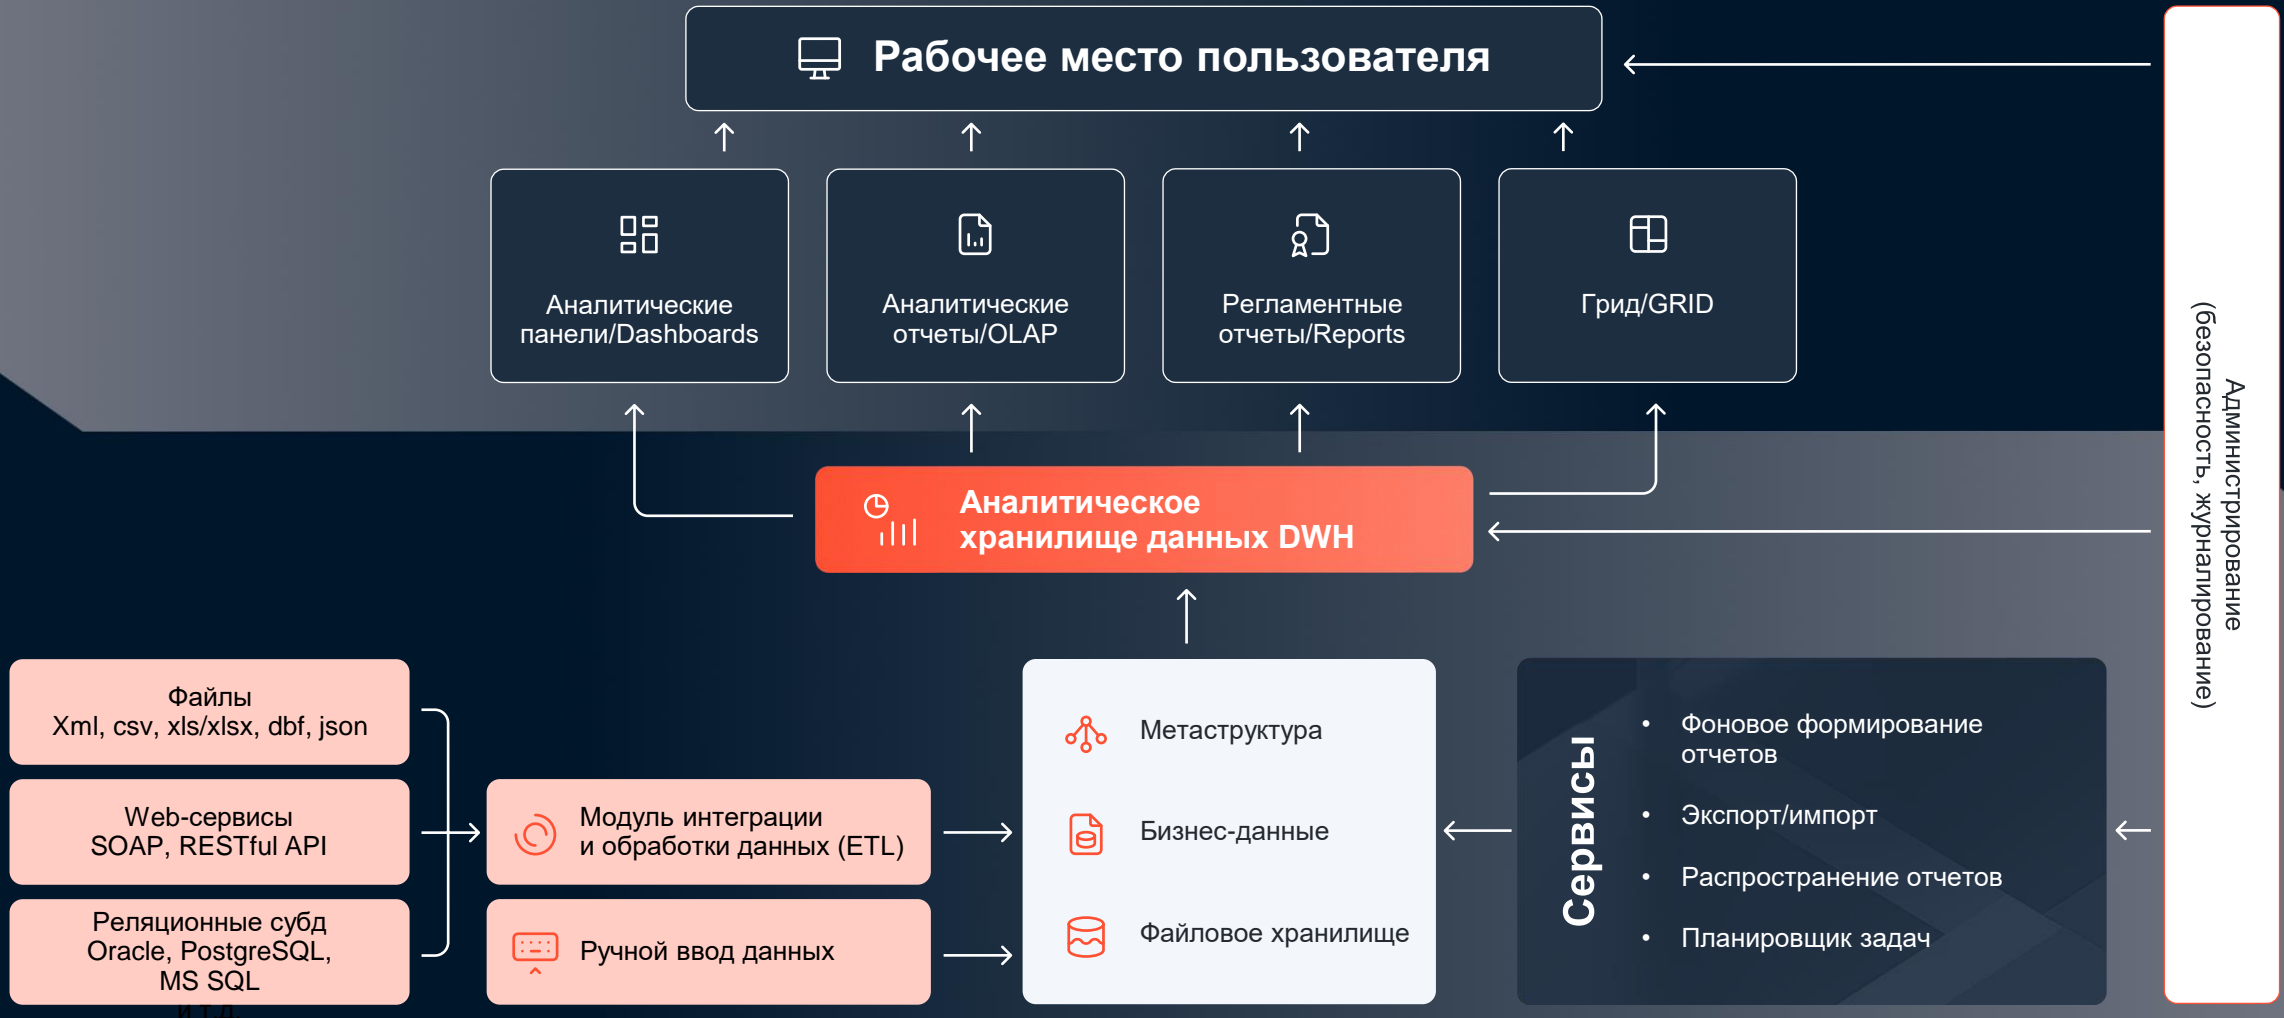 Рабочее место пользователя
Аналитические
панели/Dashboards
Аналитические
отчеты/OLAP
Регламентные
отчеты/Reports
Грид/GRID
Аналитическое
хранилище данных DWH
Файлы
Xml, csv, xls/xlsx, dbf, json
Web-сервисы
SOAP, RESTful API
Реляционные субд
Oracle, PostgreSQL,
MS SQL
и т.д.
Модуль интеграции
и обработки данных (ETL)
Ручной ввод данных
Метаструктура
Бизнес-данные
Файловое хранилище
Сервисы
• Фоновое формирование
отчетов
• Экспорт/импорт
• Распространение отчетов
• Планировщик задач
Администрирование
(безопасность, журналирование)